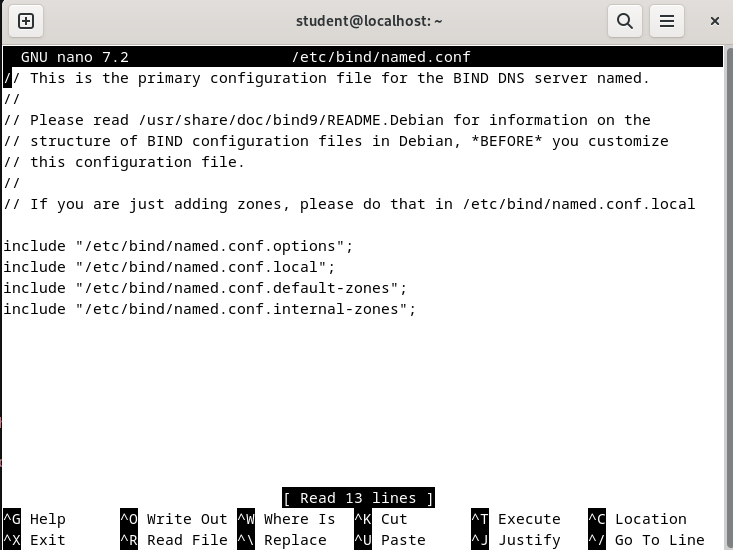 student@localhost: ~
GNU nano 7.2 /etc/bind/named.conf
// This is the primary configuration file for the BIND DNS server named.
//
// Please read /usr/share/doc/bind9/README.Debian for information on the
// structure of BIND configuration files in Debian, *BEFORE* you customize
// this configuration file.
//
// If you are just adding zones, please do that in /etc/bind/named.conf.local
include "/etc/bind/named.conf.options";
include "/etc/bind/named.conf.local";
include "/etc/bind/named.conf.default-zones";
include "/etc/bind/named.conf.internal-zones";
[ Read 13 lines ]
^G Help ^O Write Out ^W Where Is ^K Cut ^T Execute ^C Location
^X Exit ^R Read File ^\ Replace ^U Paste ^J Justify ^/ Go To Line